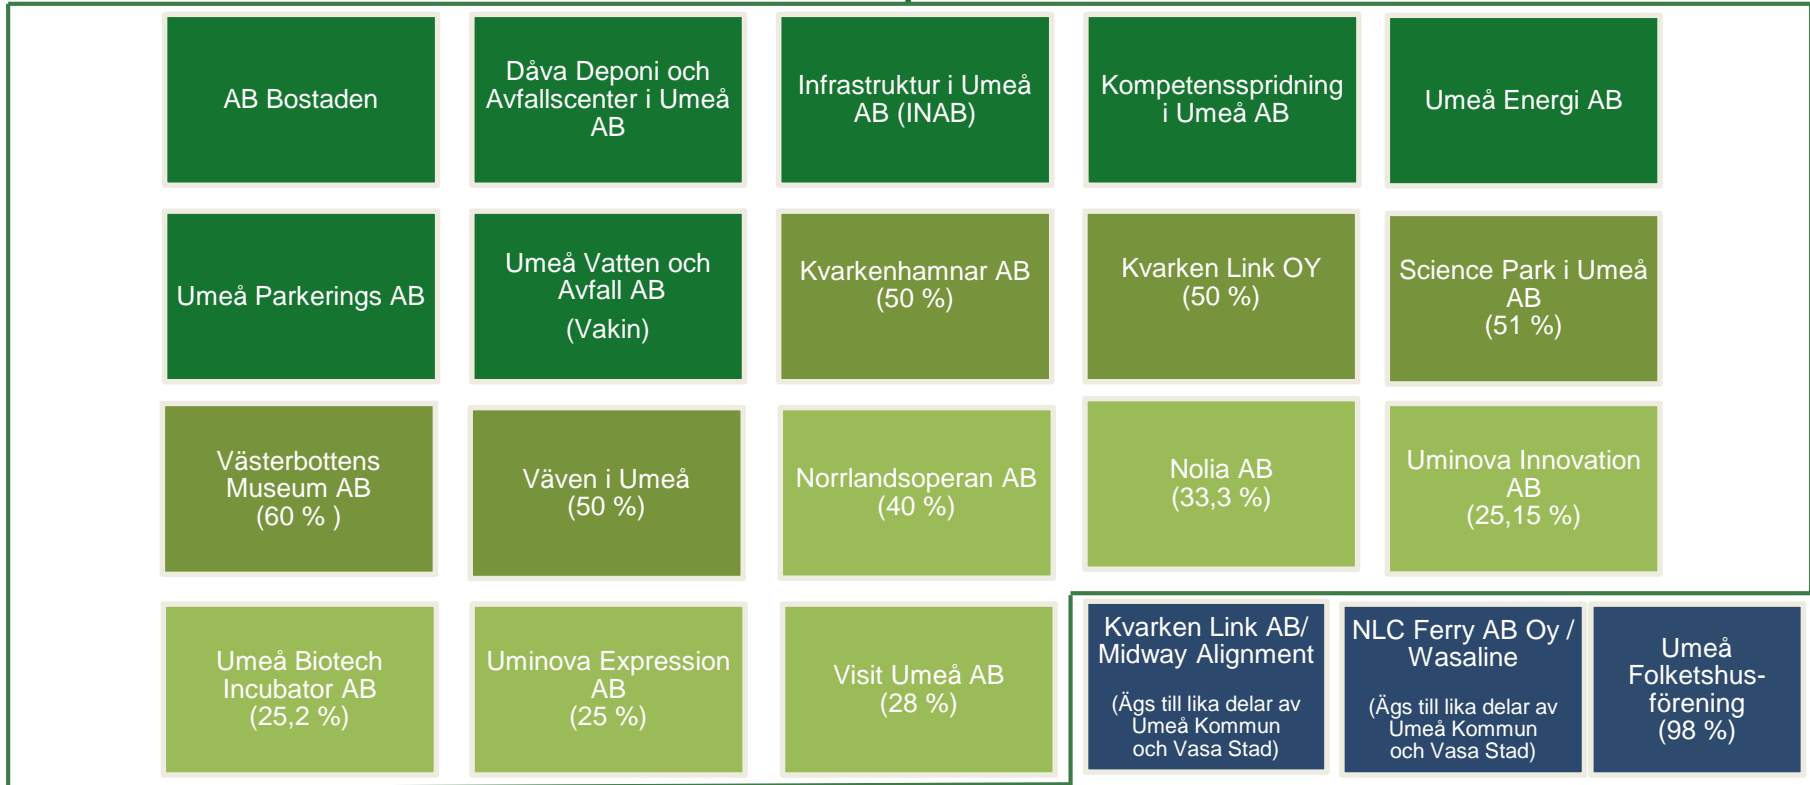 AB Bostaden
Dåva Deponi och
Avfallscenter i Umeå
AB
Infrastruktur i Umeå
AB (INAB)
Kompetensspridning
i Umeå AB
Umeå Energi AB
Umeå Parkerings AB
Umeå Vatten och
Avfall AB
(Vakin)
Kvarkenhamnar AB
(50 %)
Kvarken Link OY
(50 %)
Science Park i Umeå
AB
(51 %)
Västerbottens
Museum AB
(60 % )
Väven i Umeå
(50 %)
Norrlandsoperan AB
(40 %)
Nolia AB
(33,3 %)
Uminova Innovation
AB
(25,15 %)
Umeå Biotech
Incubator AB
(25,2 %)
Uminova Expression
AB
(25 %)
Visit Umeå AB
(28 %)
Kvarken Link AB/
Midway Alignment
(Ägs till lika delar av
Umeå Kommun
och Vasa Stad)
NLC Ferry AB Oy /
Wasaline
(Ägs till lika delar av
Umeå Kommun
och Vasa Stad)
Umeå
Folketshus-
förening
(98 %)